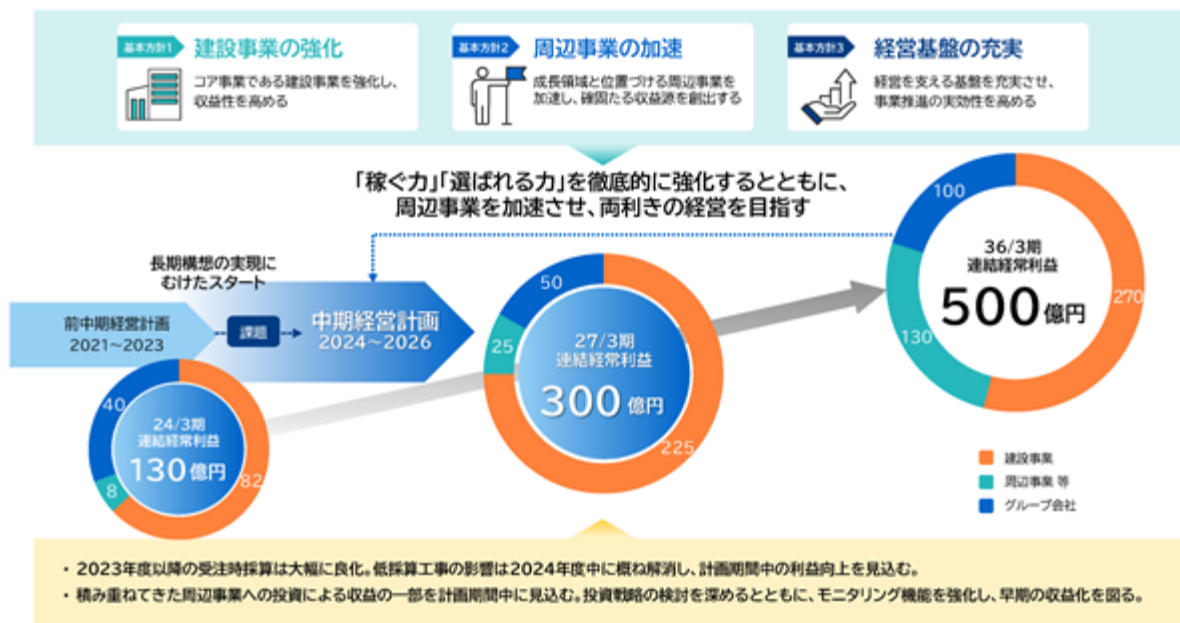 基本方針1 建設事業の強化
コア事業である建設事業を強化し、
収益性を高める
基本方針2 周辺事業の加速
成長領域と位置づける周辺事業を
加速し、確固たる収益源を創出する
基本方針3 経営基盤の充実
経営を支える基盤を充実させ、
事業推進の実効性を高める
「稼ぐ力」「選ばれる力」を徹底的に強化するとともに、
周辺事業を加速させ、両利きの経営を目指す
長期構想の実現に
むけたスタート
前中期経営計画
2021~2023
課題
中期経営計画
2024~2026
40
8
82
24/3期
連結経常利益
130億円
50
25
225
27/3期
連結経常利益
300億円
100
130
270
36/3期
連結経常利益
500億円
建設事業
周辺事業 等
グループ会社
・2023年度以降の受注時採算は大幅に良化。低採算工事の影響は2024年度中に概ね解消し、計画期間中の利益向上を見込む。
・積み重ねてきた周辺事業への投資による収益の一部を計画期間中に見込む。投資戦略の検討を深めるとともに、モニタリング機能を強化し、早期の収益化を図る。